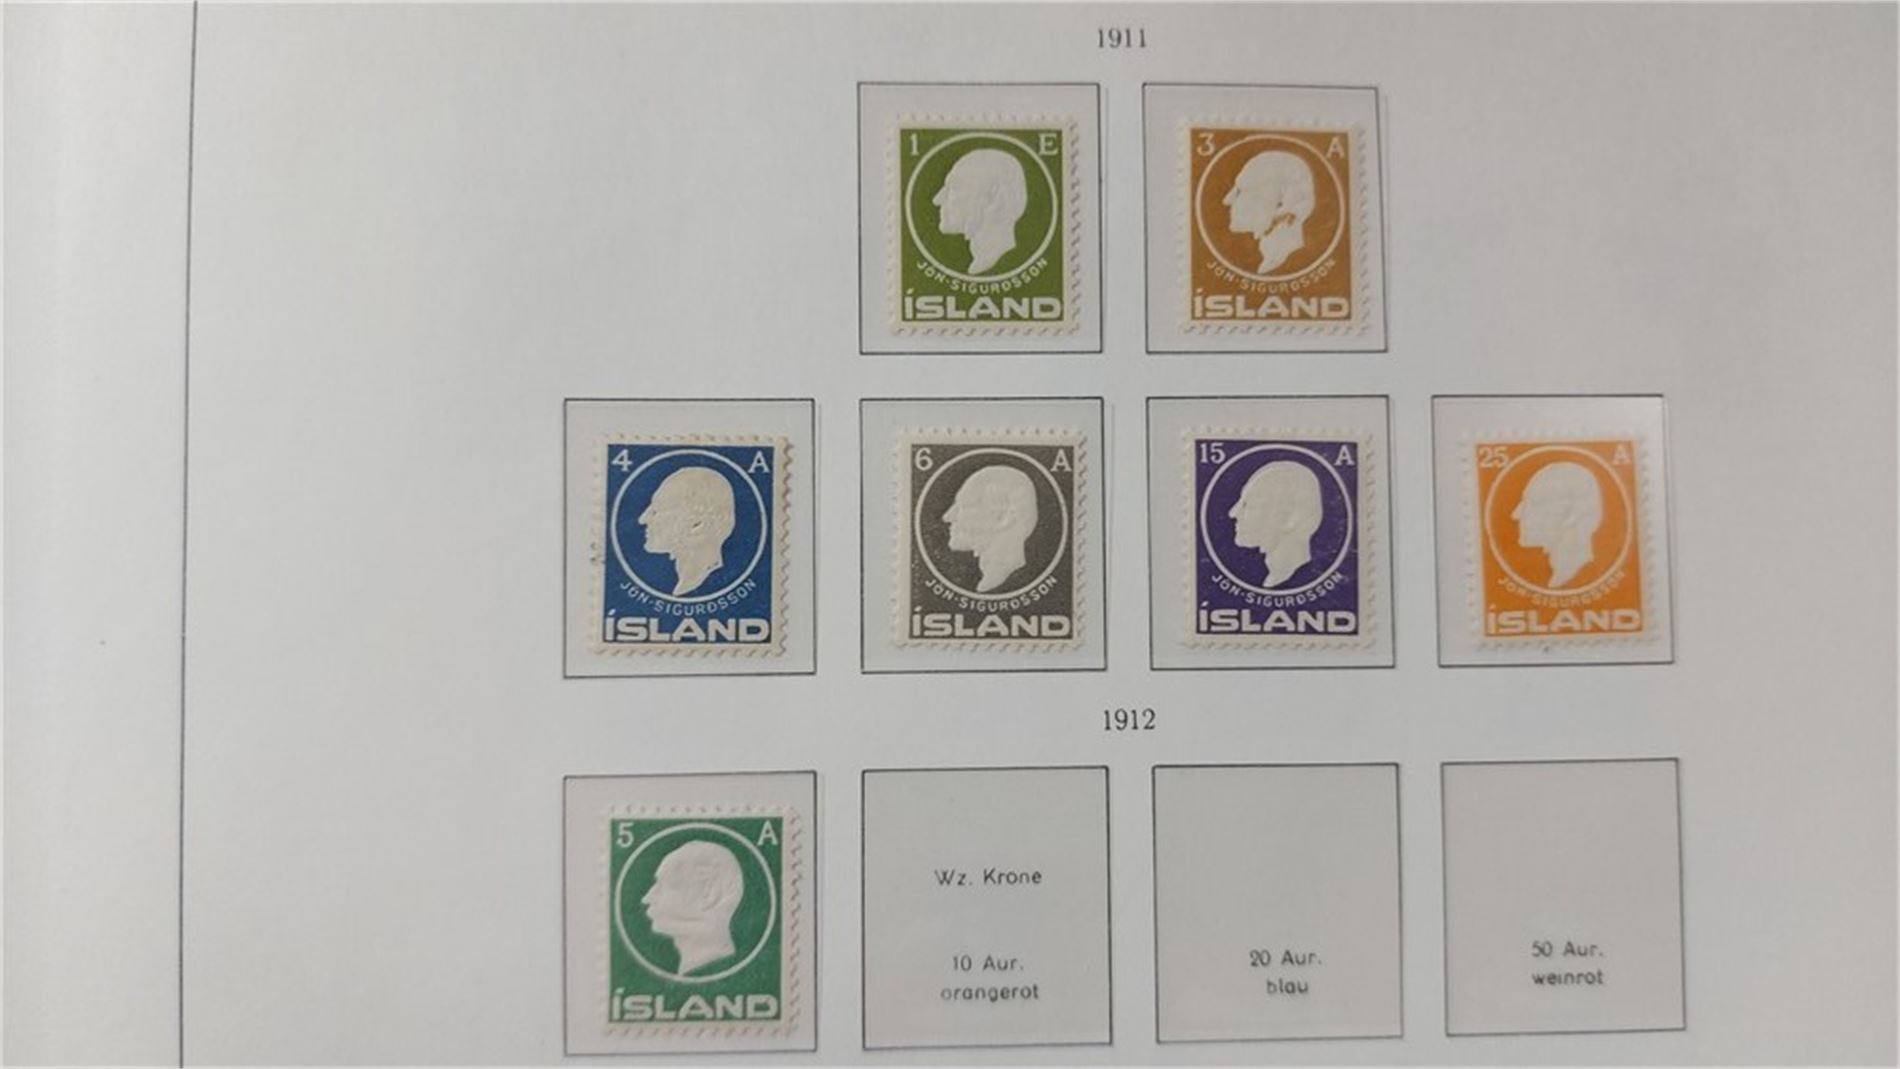 1911
1 E
JÓN·SIGURÐSSON
ÍSLAND
3 A
JÓN·SIGURÐSSON
ÍSLAND
4 A
JÓN·SIGURÐSSON
ÍSLAND
6 A
JÓN·SIGURÐSSON
ÍSLAND
15 A
JÓN·SIGURÐSSON
ÍSLAND
25 A
JÓN·SIGURÐSSON
ÍSLAND
1912
5 A
ÍSLAND
Wz. Krone
10 Aur.
orangerot
20 Aur.
blau
50 Aur.
weinrot